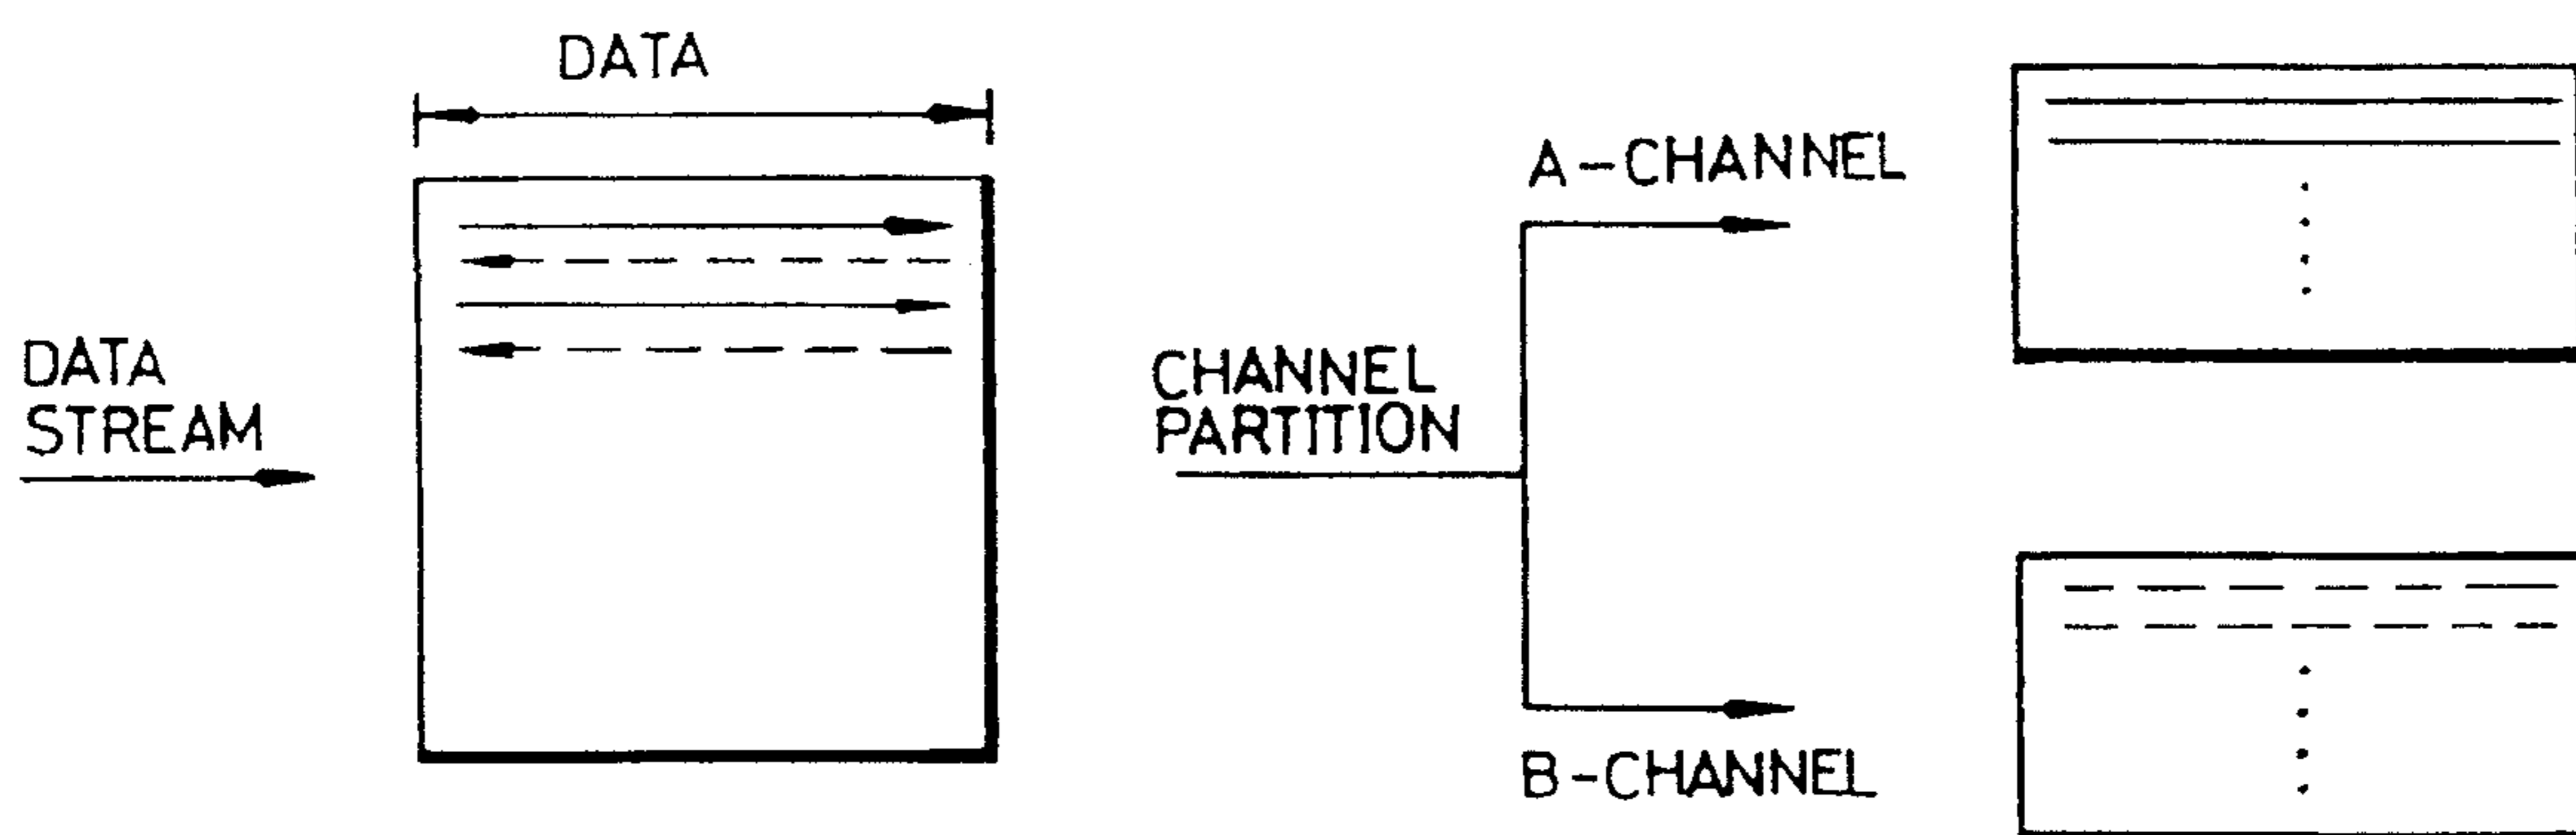 DATA
DATA
STREAM
CHANNEL
PARTITION
A-CHANNEL
B-CHANNEL